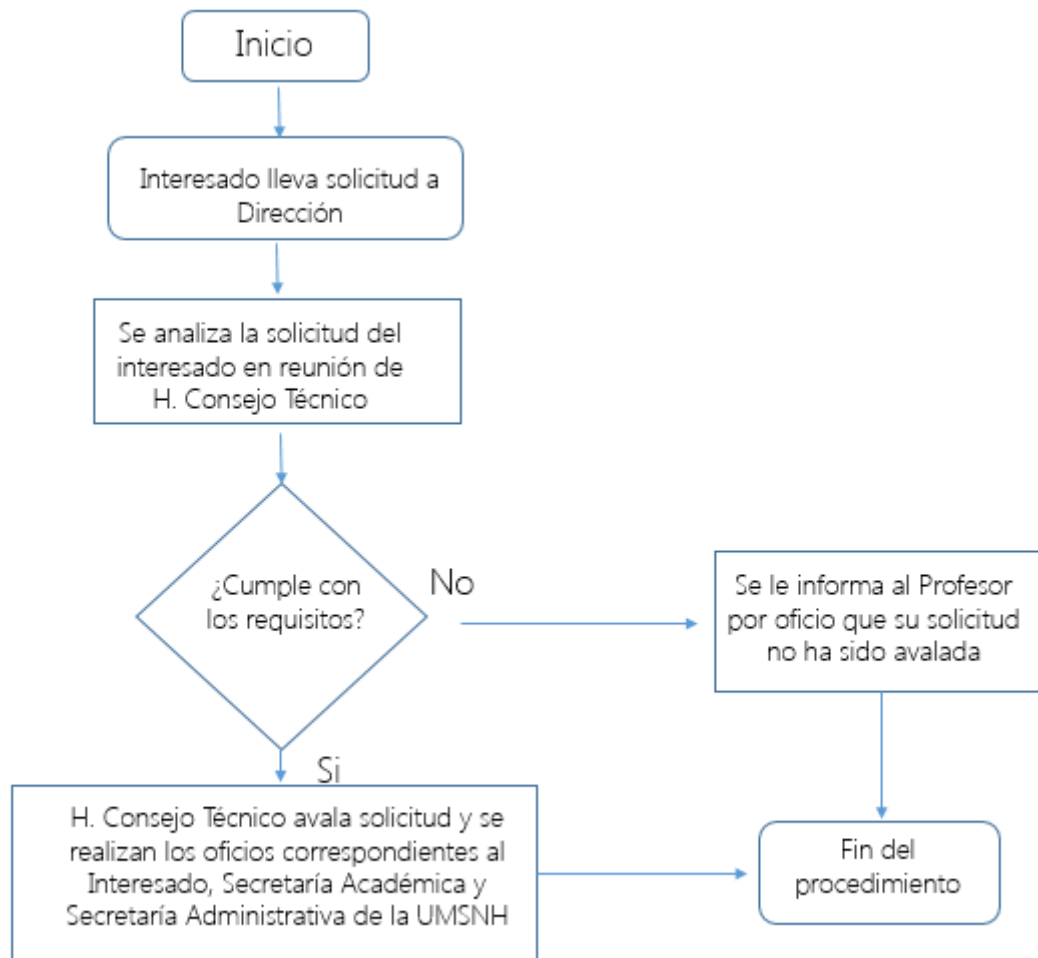 Inicio
Interesado lleva solicitud a
Dirección
Se analiza la solicitud del
interesado en reunión de
H. Consejo Técnico
¿Cumple con
los requisitos?
No
Se le informa al Profesor
por oficio que su solicitud
no ha sido avalada
Si
H. Consejo Técnico avala solicitud y se
realizan los oficios correspondientes al
Interesado, Secretaría Académica y
Secretaría Administrativa de la UMSNH
Fin del
procedimiento